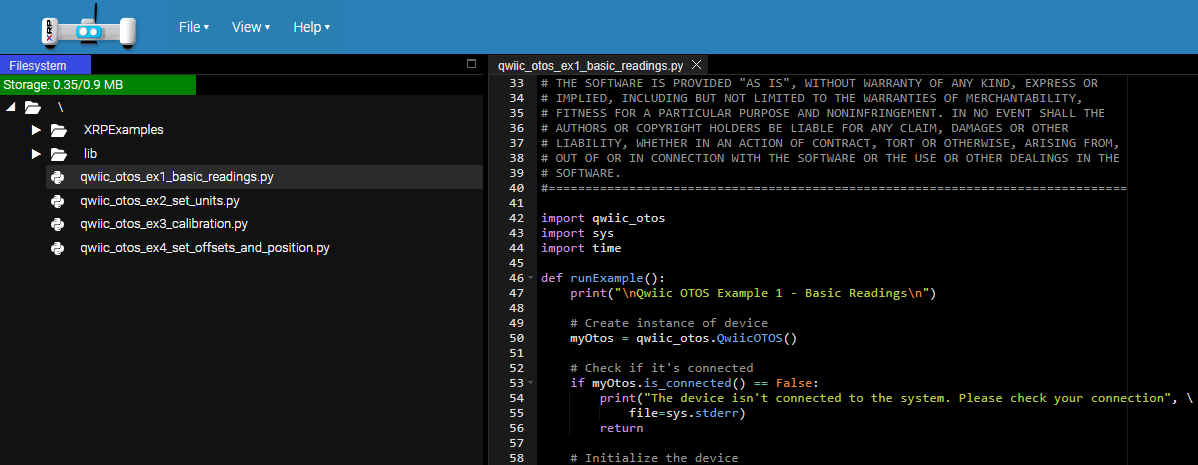 XRP
File ▾ View ▾ Help ▾
Filesystem
Storage: 0.35/0.9 MB
\
XRPExamples
lib
qwiic_otos_ex1_basic_readings.py
qwiic_otos_ex2_set_units.py
qwiic_otos_ex3_calibration.py
qwiic_otos_ex4_set_offsets_and_position.py
qwiic_otos_ex1_basic_readings.py ✕
33 # THE SOFTWARE IS PROVIDED "AS IS", WITHOUT WARRANTY OF ANY KIND, EXPRESS OR
34 # IMPLIED, INCLUDING BUT NOT LIMITED TO THE WARRANTIES OF MERCHANTABILITY,
35 # FITNESS FOR A PARTICULAR PURPOSE AND NONINFRINGEMENT. IN NO EVENT SHALL THE
36 # AUTHORS OR COPYRIGHT HOLDERS BE LIABLE FOR ANY CLAIM, DAMAGES OR OTHER
37 # LIABILITY, WHETHER IN AN ACTION OF CONTRACT, TORT OR OTHERWISE, ARISING FROM,
38 # OUT OF OR IN CONNECTION WITH THE SOFTWARE OR THE USE OR OTHER DEALINGS IN THE
39 # SOFTWARE.
40 #===============================================================================
41
42 import qwiic_otos
43 import sys
44 import time
45
46 def runExample():
47     print("\nQwiic OTOS Example 1 - Basic Readings\n")
48
49     # Create instance of device
50     myOtos = qwiic_otos.QwiicOTOS()
51
52     # Check if it's connected
53     if myOtos.is_connected() == False:
54         print("The device isn't connected to the system. Please check your connection", \
55             file=sys.stderr)
56         return
57
58     # Initialize the device